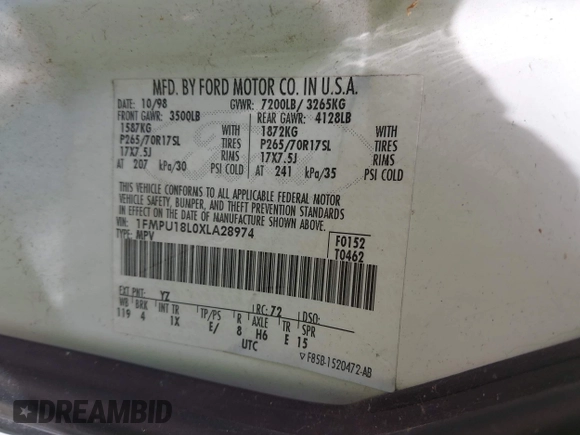 MFD. BY FORD MOTOR CO. IN U.S.A.
DATE: 10/98 GVWR: 7200LB/ 3265KG
FRONT GAWR: 3500LB REAR GAWR: 4128LB
1587KG WITH 1872KG WITH
P265/70R17SL TIRES P265/70R17SL TIRES
17X7.5J RIMS 17X7.5J RIMS
AT 207 kPa/30 PSI COLD AT 241 kPa/35 PSI COLD
THIS VEHICLE CONFORMS TO ALL APPLICABLE FEDERAL MOTOR
VEHICLE SAFETY, BUMPER, AND THEFT PREVENTION STANDARDS
IN EFFECT ON THE DATE OF MANUFACTURE SHOWN ABOVE.
VIN: 1FMPU18L0XLA28974
TYPE: MPV
F0152
T0462
EXT PNT: YZ RC: 72 DSO:
WB BRK INT TR TP/PS R AXLE TR SPR
119 4 1X E/ 8 H6 E 15
UTC
▽ F85B-1520472-AB
DREAMBID